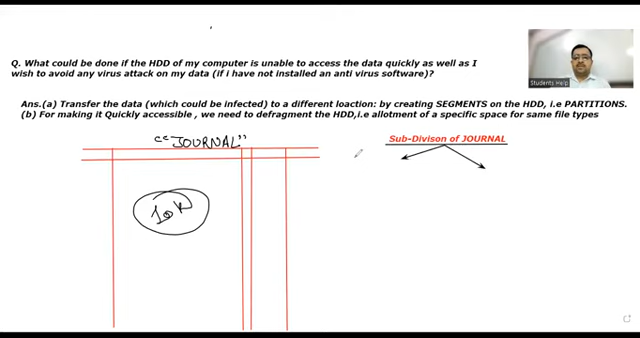 Q. What could be done if the HDD of my computer is unable to access the data quickly as well as I
wish to avoid any virus attack on my data (if i have not installed an anti virus software)?
Ans.(a) Transfer the data (which could be infected) to a different loaction: by creating SEGMENTS on the HDD, i.e PARTITIONS.
(b) For making it Quickly accessible , we need to defragment the HDD,i.e allotment of a specific space for same file types
"JOURNAL"
Sub-Divison of JOURNAL
Students Help